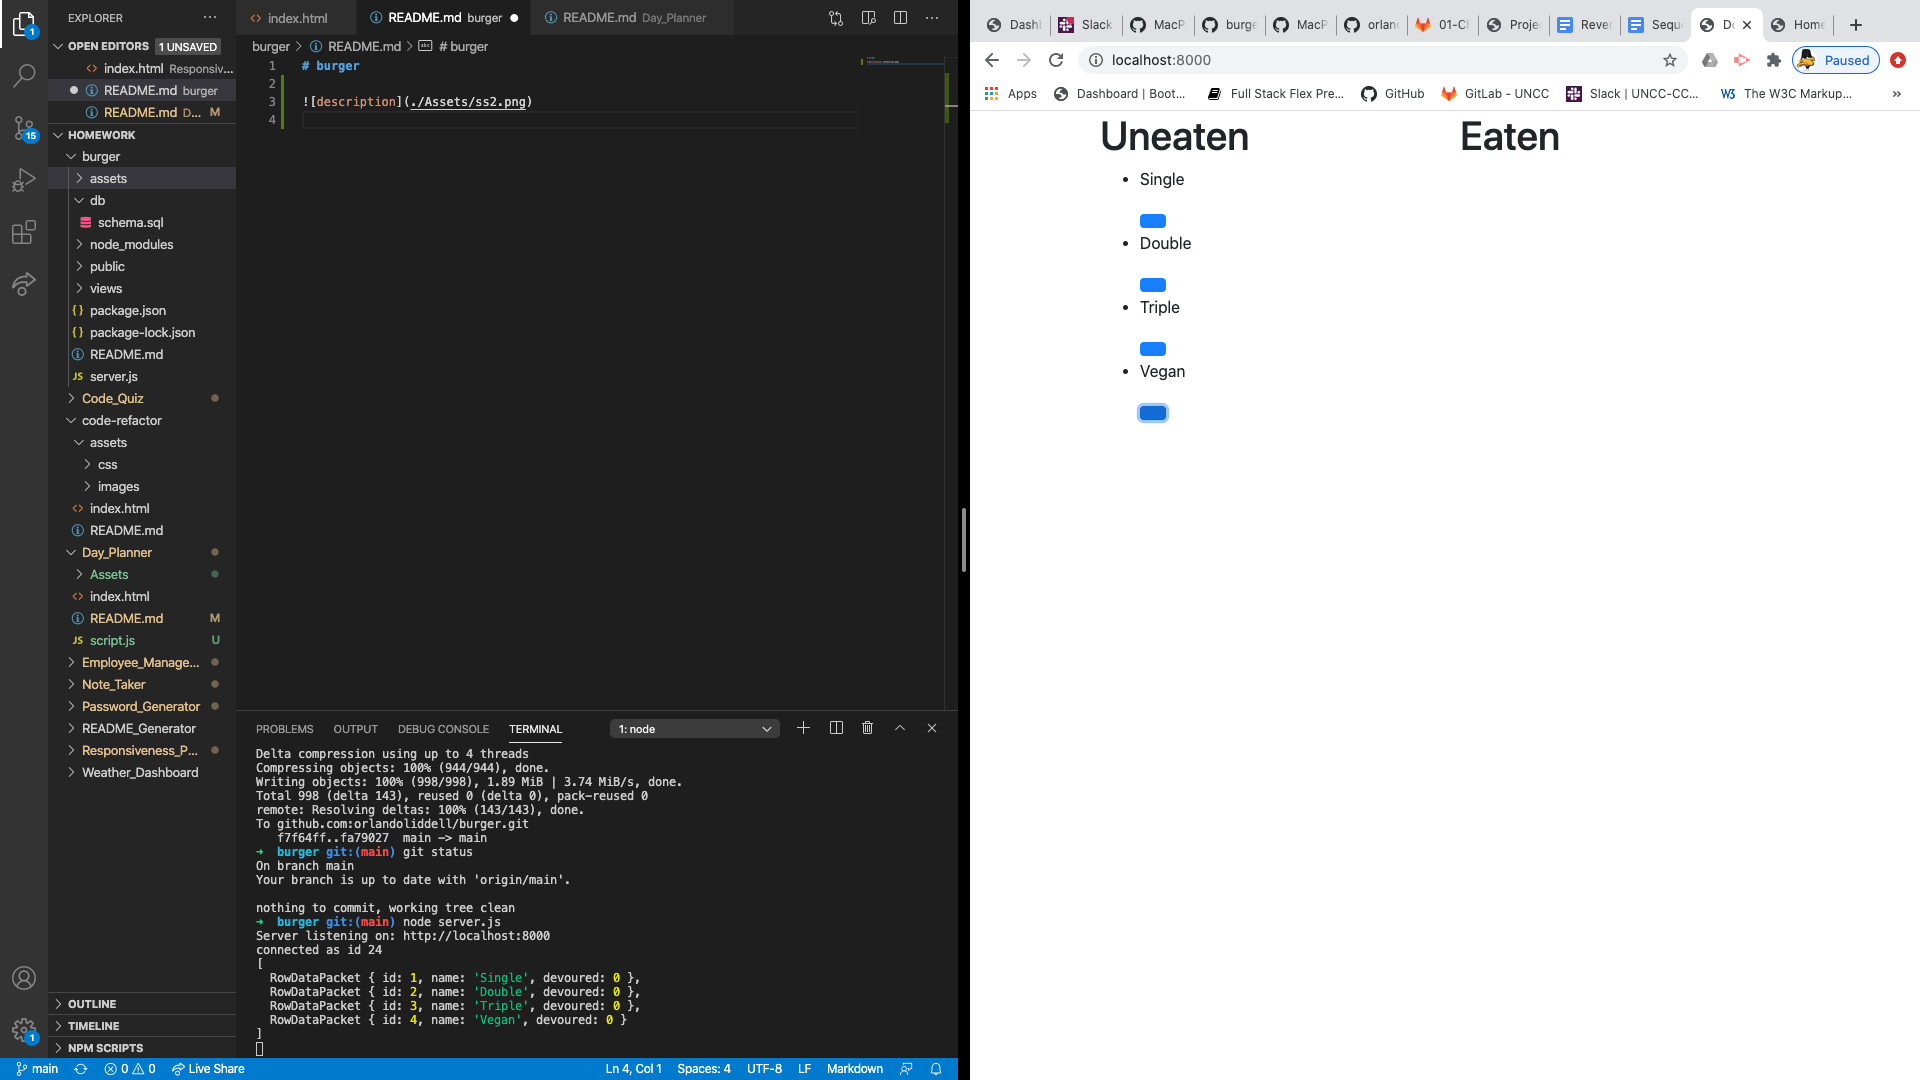 EXPLORER
OPEN EDITORS 1 UNSAVED
index.html Responsiv...
README.md burger
README.md D... M
HOMEWORK
burger
assets
db
schema.sql
node_modules
public
views
package.json
package-lock.json
README.md
server.js
Code_Quiz
code-refactor
assets
css
images
index.html
README.md
Day_Planner
Assets
index.html
README.md M
script.js U
Employee_Manage...
Note_Taker
Password_Generator
README_Generator
Responsiveness_P...
Weather_Dashboard
OUTLINE
TIMELINE
NPM SCRIPTS
1
15
1
index.html
README.md burger
README.md Day_Planner
burger > README.md > # burger
1 # burger
2
3 ![description](./Assets/ss2.png)
4
PROBLEMS OUTPUT DEBUG CONSOLE TERMINAL 1: node
Delta compression using up to 4 threads
Compressing objects: 100% (944/944), done.
Writing objects: 100% (998/998), 1.89 MiB | 3.74 MiB/s, done.
Total 998 (delta 143), reused 0 (delta 0), pack-reused 0
remote: Resolving deltas: 100% (143/143), done.
To github.com:orlandoliddell/burger.git
f7f64ff..fa79027 main -> main
➜ burger git:(main) git status
On branch main
Your branch is up to date with 'origin/main'.
nothing to commit, working tree clean
➜ burger git:(main) node server.js
Server listening on: http://localhost:8000
connected as id 24
[
RowDataPacket { id: 1, name: 'Single', devoured: 0 },
RowDataPacket { id: 2, name: 'Double', devoured: 0 },
RowDataPacket { id: 3, name: 'Triple', devoured: 0 },
RowDataPacket { id: 4, name: 'Vegan', devoured: 0 }
]
main 0 0 Live Share Ln 4, Col 1 Spaces: 4 UTF-8 LF Markdown
Dashb Slack MacP burge MacP orlan 01-Cl Proje Rever Sequ Do Home
localhost:8000 Paused
Apps Dashboard | Boot... Full Stack Flex Pre... GitHub GitLab - UNCC Slack | UNCC-CC... W3 The W3C Markup... »
Uneaten
• Single
• Double
• Triple
• Vegan
Eaten